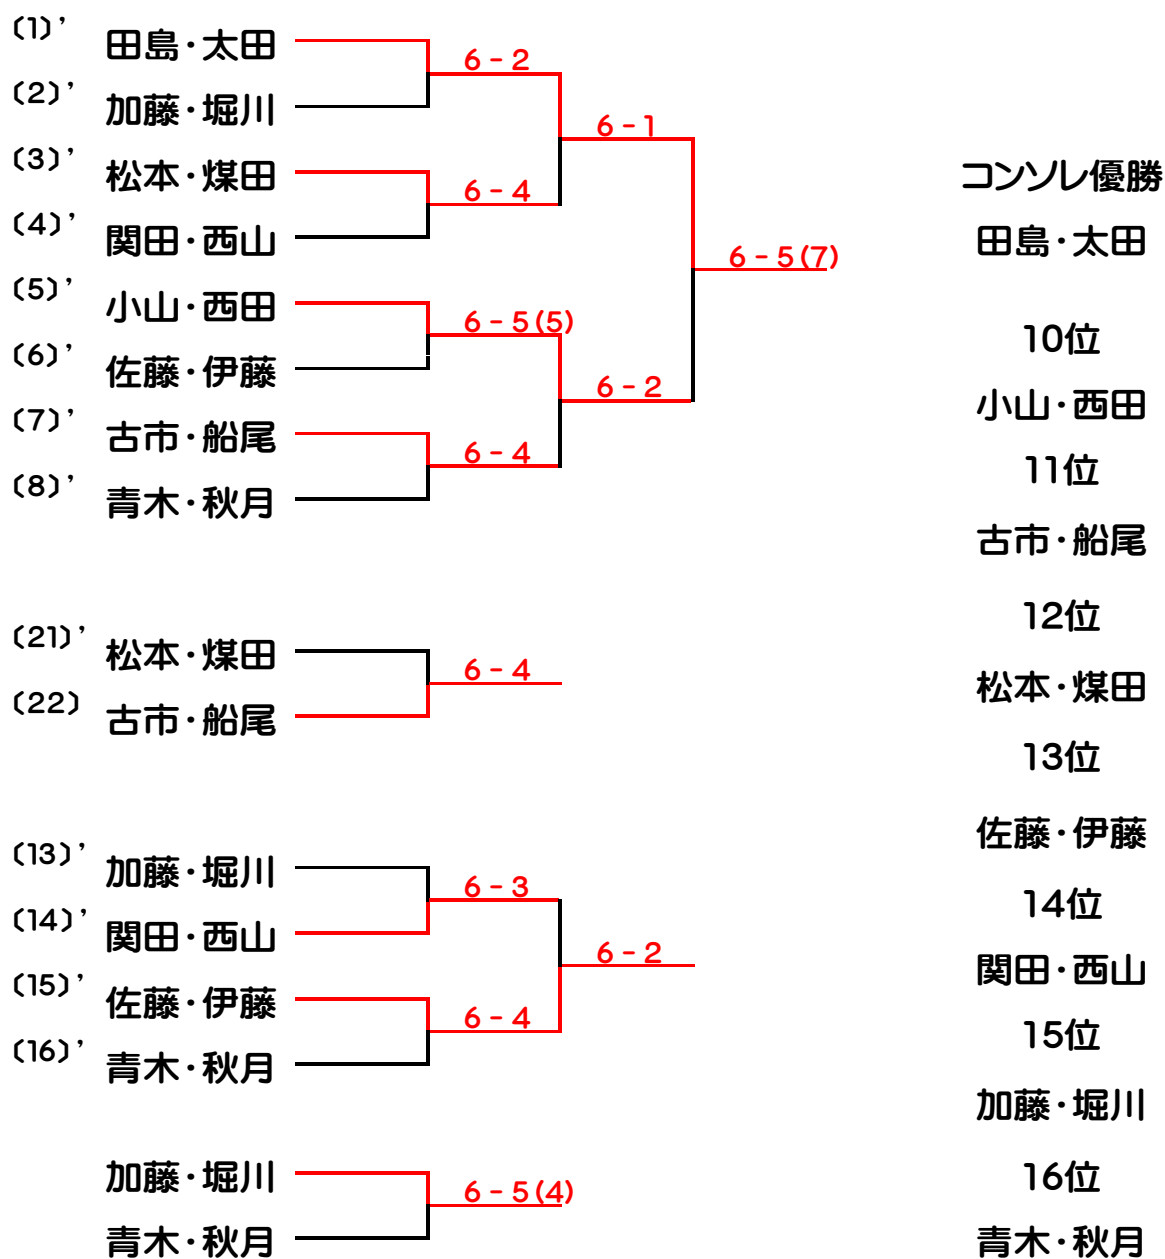 (1)’ 田島・太田
6-2
(2)’ 加藤・堀川
6-1
(3)’ 松本・煤田
6-4
(4)’ 関田・西山
6-5(7)
(5)’ 小山・西田
6-5(5)
(6)’ 佐藤・伊藤
6-2
(7)’ 古市・船尾
6-4
(8)’ 青木・秋月
(21)’ 松本・煤田
6-4
(22) 古市・船尾
(13)’ 加藤・堀川
6-3
(14)’ 関田・西山
6-2
(15)’ 佐藤・伊藤
6-4
(16)’ 青木・秋月
加藤・堀川
6-5(4)
青木・秋月
コンソレ優勝
田島・太田
10位
小山・西田
11位
古市・船尾
12位
松本・煤田
13位
佐藤・伊藤
14位
関田・西山
15位
加藤・堀川
16位
青木・秋月